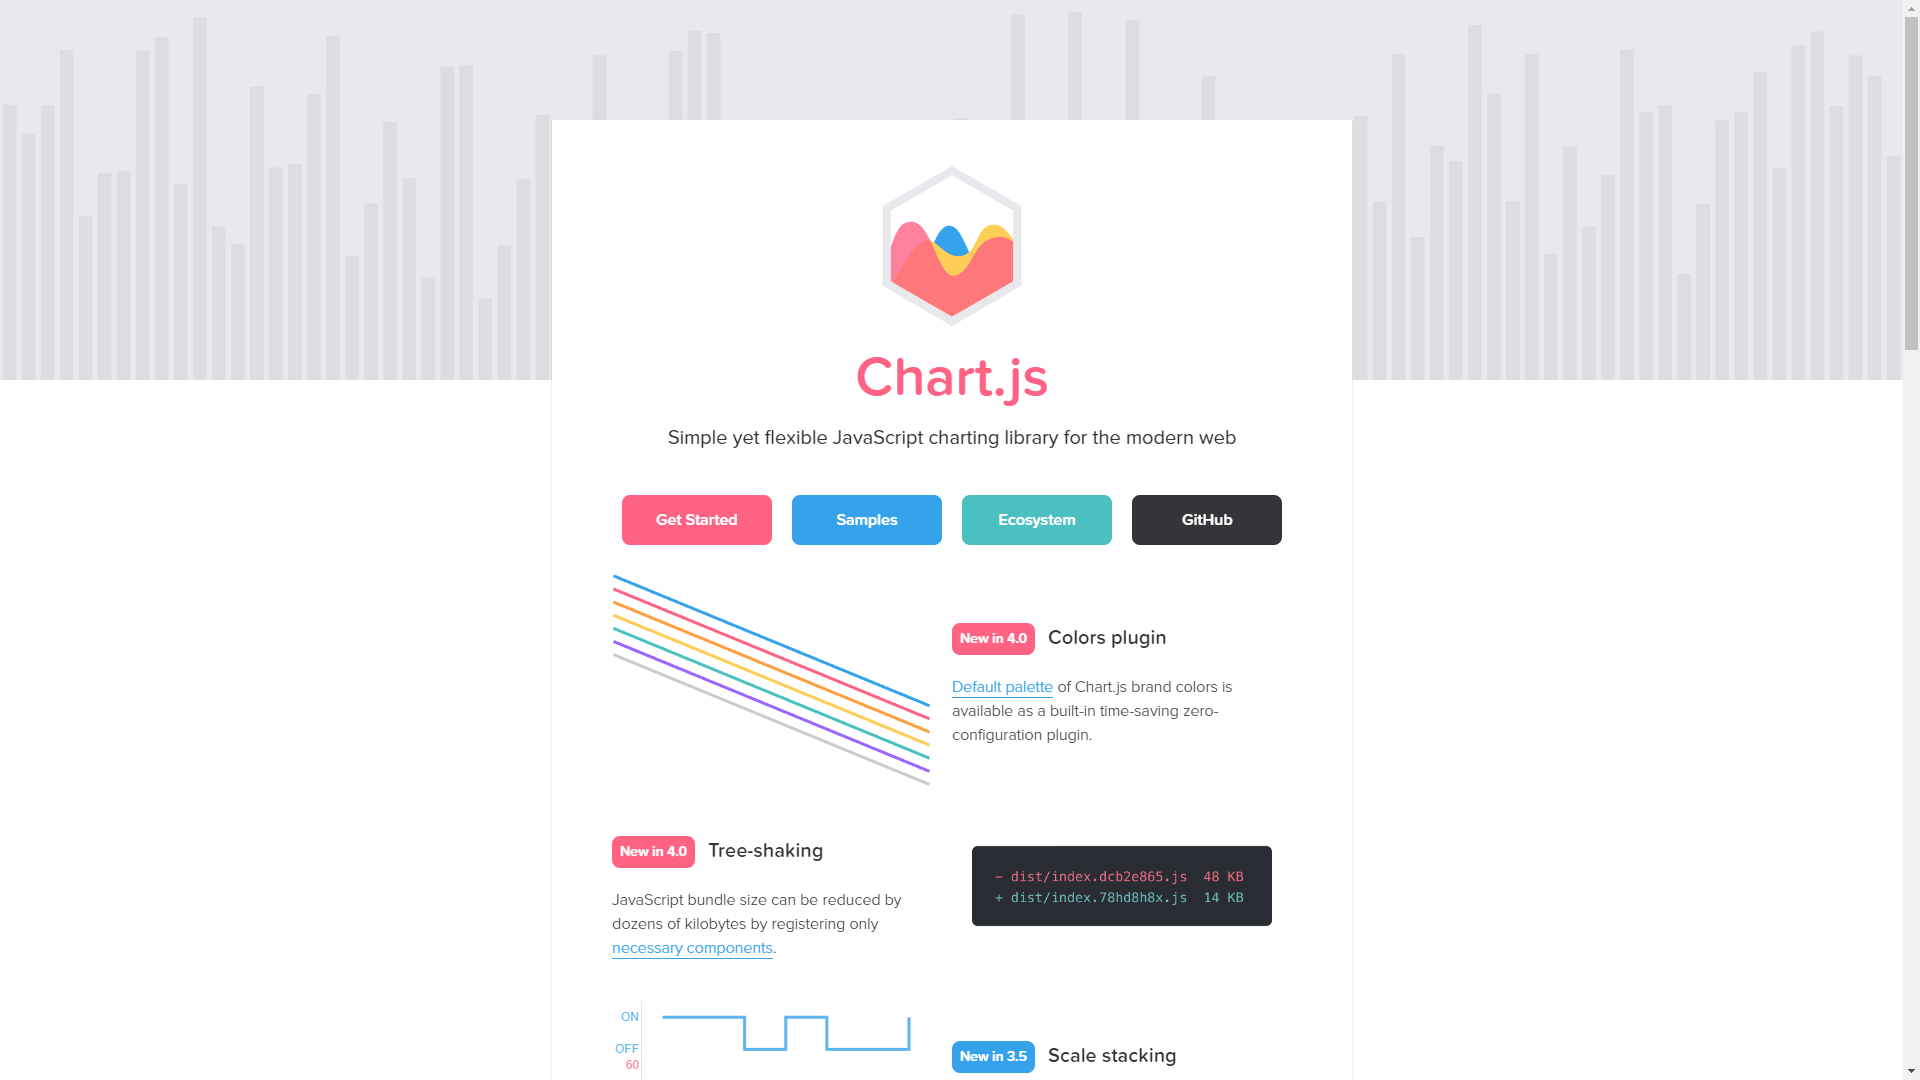 Chart.js
Simple yet flexible JavaScript charting library for the modern web
Get Started
Samples
Ecosystem
GitHub
New in 4.0 Colors plugin
Default palette of Chart.js brand colors is
available as a built-in time-saving zero-
configuration plugin.
New in 4.0 Tree-shaking
JavaScript bundle size can be reduced by
dozens of kilobytes by registering only
necessary components.
− dist/index.dcb2e865.js 48 KB
+ dist/index.78hd8h8x.js 14 KB
ON
OFF
60
New in 3.5 Scale stacking